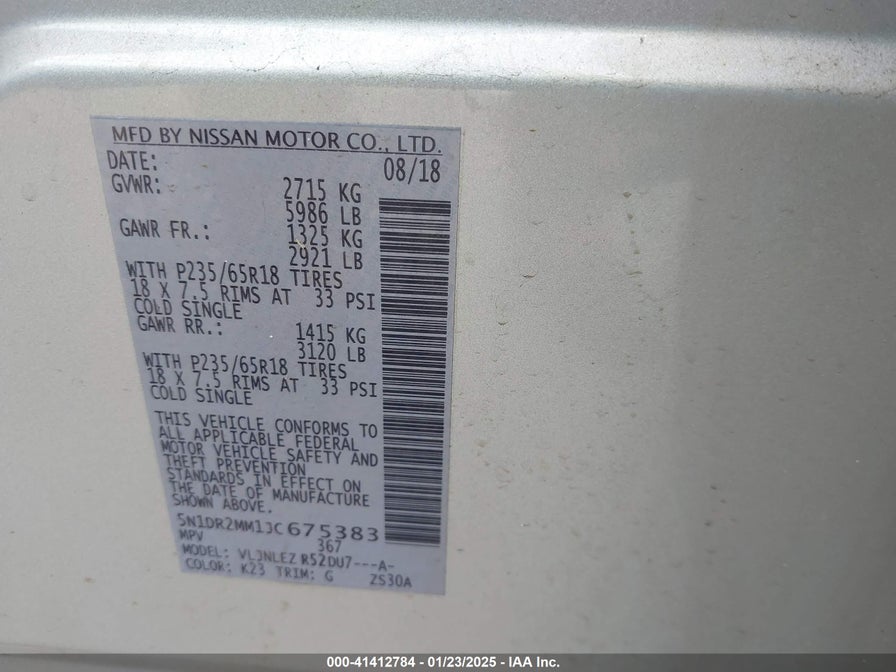 MFD BY NISSAN MOTOR CO., LTD.
DATE: 08/18
GVWR: 2715 KG
5986 LB
GAWR FR.: 1325 KG
2921 LB
WITH P235/65R18 TIRES
18 X 7.5 RIMS AT 33 PSI
COLD SINGLE
GAWR RR.: 1415 KG
3120 LB
WITH P235/65R18 TIRES
18 X 7.5 RIMS AT 33 PSI
COLD SINGLE
THIS VEHICLE CONFORMS TO
ALL APPLICABLE FEDERAL
MOTOR VEHICLE SAFETY AND
THEFT PREVENTION
STANDARDS IN EFFECT ON
THE DATE OF MANUFACTURE
SHOWN ABOVE.
5N1DR2MM1JC675383
MPV 367
MODEL: VLJNLEZ R52DU7---A-
COLOR: K23 TRIM: G ZS30A
000-41412784 - 01/23/2025 - IAA Inc.